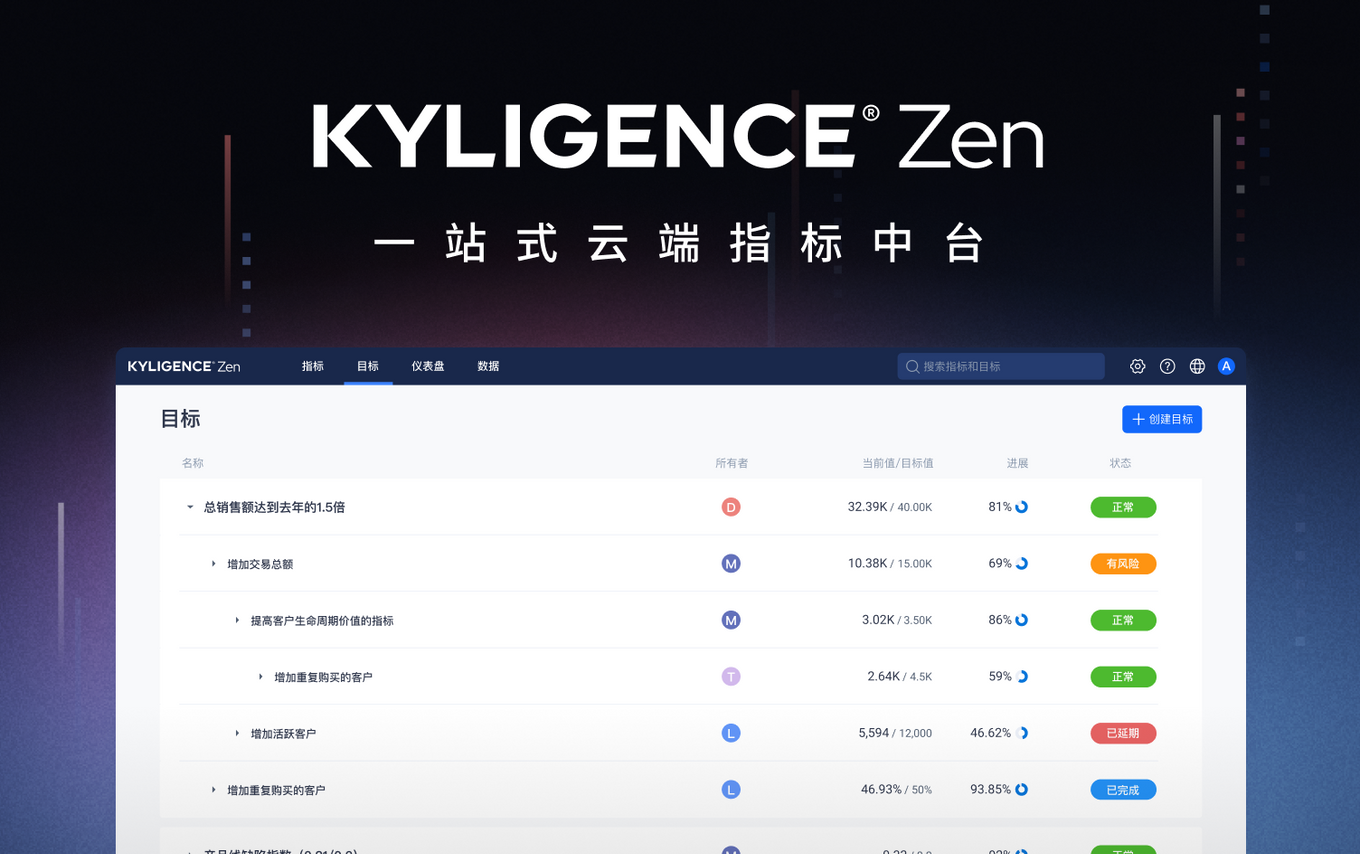 KYLIGENCE® Zen
一站式云端指标中台
KYLIGENCE® Zen 指标 目标 仪表盘 数据 搜索指标和目标 A
目标 创建目标
名称 所有者 当前值/目标值 进展 状态
总销售额达到去年的1.5倍 D 32.39K / 40.00K 81% 正常
增加交易总额 M 10.38K / 15.00K 69% 有风险
提高客户生命周期价值的指标 M 3.02K / 3.50K 86% 正常
增加重复购买的客户 T 2.64K / 4.5K 59% 正常
增加活跃客户 L 5,594 / 12,000 46.62% 已延期
增加重复购买的客户 L 46.93% / 50% 93.85% 已完成